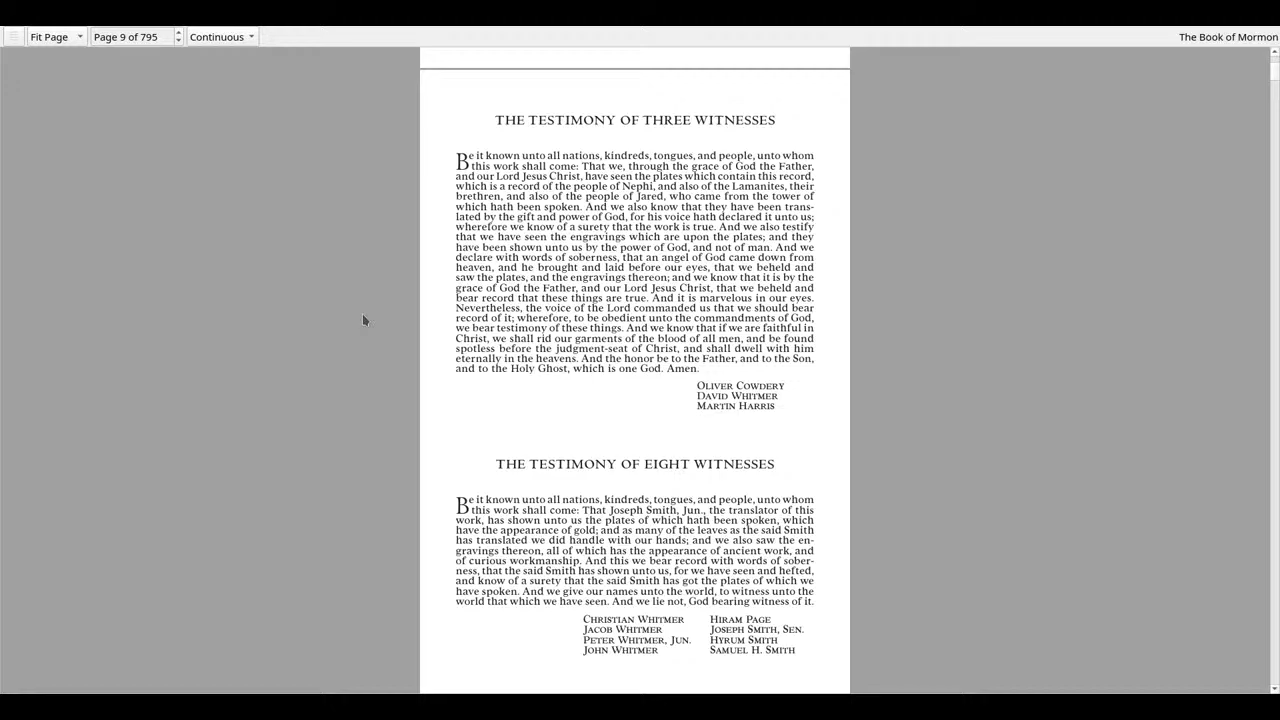 Fit Page
Page 9 of 795
Continuous
The Book of Mormon
THE TESTIMONY OF THREE WITNESSES
Be it known unto all nations, kindreds, tongues, and people, unto whom
this work shall come: That we, through the grace of God the Father,
and our Lord Jesus Christ, have seen the plates which contain this record,
which is a record of the people of Nephi, and also of the Lamanites, their
brethren, and also of the people of Jared, who came from the tower of
which hath been spoken. And we also know that they have been trans-
lated by the gift and power of God, for his voice hath declared it unto us;
wherefore we know of a surety that the work is true. And we also testify
that we have seen the engravings which are upon the plates; and they
have been shown unto us by the power of God, and not of man. And we
declare with words of soberness, that an angel of God came down from
heaven, and he brought and laid before our eyes, that we beheld and
saw the plates, and the engravings thereon; and we know that it is by the
grace of God the Father, and our Lord Jesus Christ, that we beheld and
bear record that these things are true. And it is marvelous in our eyes.
Nevertheless, the voice of the Lord commanded us that we should bear
record of it; wherefore, to be obedient unto the commandments of God,
we bear testimony of these things. And we know that if we are faithful in
Christ, we shall rid our garments of the blood of all men, and be found
spotless before the judgment-seat of Christ, and shall dwell with him
eternally in the heavens. And the honor be to the Father, and to the Son,
and to the Holy Ghost, which is one God. Amen.
OLIVER COWDERY
DAVID WHITMER
MARTIN HARRIS
THE TESTIMONY OF EIGHT WITNESSES
Be it known unto all nations, kindreds, tongues, and people, unto whom
this work shall come: That Joseph Smith, Jun., the translator of this
work, has shown unto us the plates of which hath been spoken, which
have the appearance of gold; and as many of the leaves as the said Smith
has translated we did handle with our hands; and we also saw the en-
gravings thereon, all of which has the appearance of ancient work, and
of curious workmanship. And this we bear record with words of sober-
ness, that the said Smith has shown unto us, for we have seen and hefted,
and know of a surety that the said Smith has got the plates of which we
have spoken. And we give our names unto the world, to witness unto the
world that which we have seen. And we lie not, God bearing witness of it.
CHRISTIAN WHITMER
JACOB WHITMER
PETER WHITMER, JUN.
JOHN WHITMER
HIRAM PAGE
JOSEPH SMITH, SEN.
HYRUM SMITH
SAMUEL H. SMITH